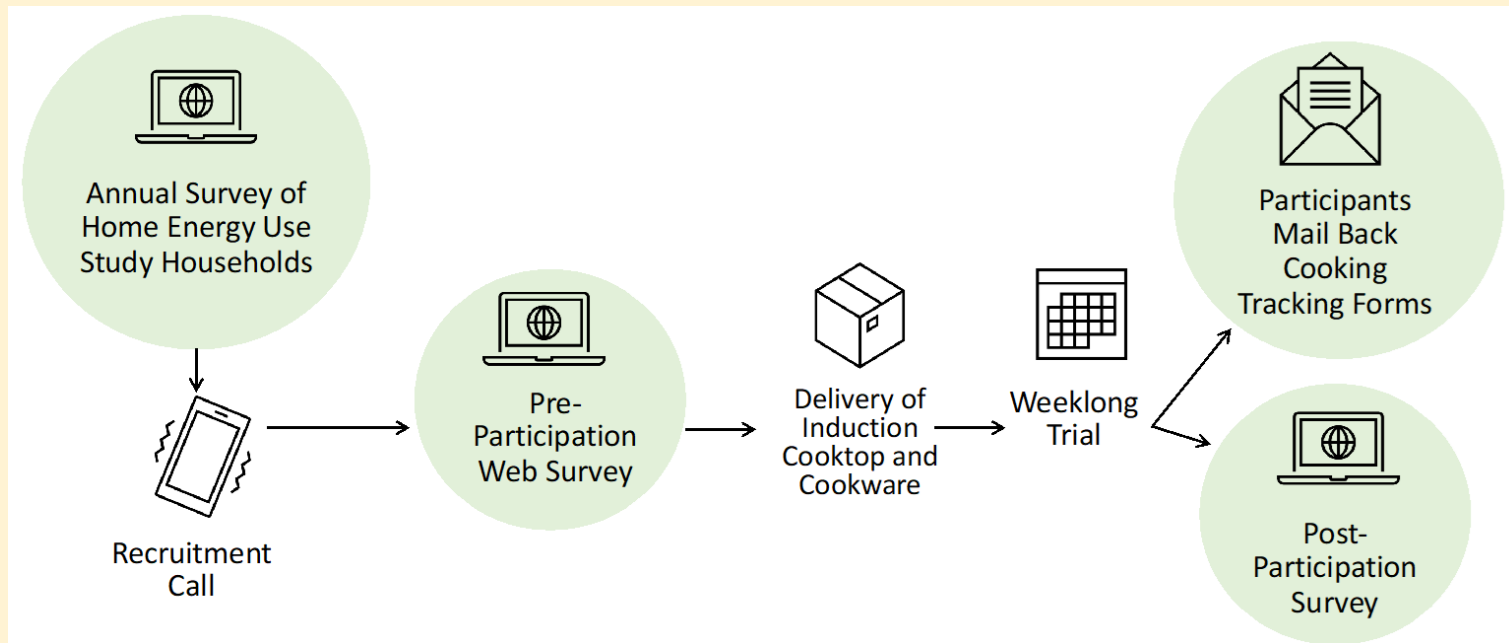 Annual Survey of
Home Energy Use
Study Households
Recruitment
Call
Pre-
Participation
Web Survey
Delivery of
Induction
Cooktop and
Cookware
Weeklong
Trial
Participants
Mail Back
Cooking
Tracking Forms
Post-
Participation
Survey